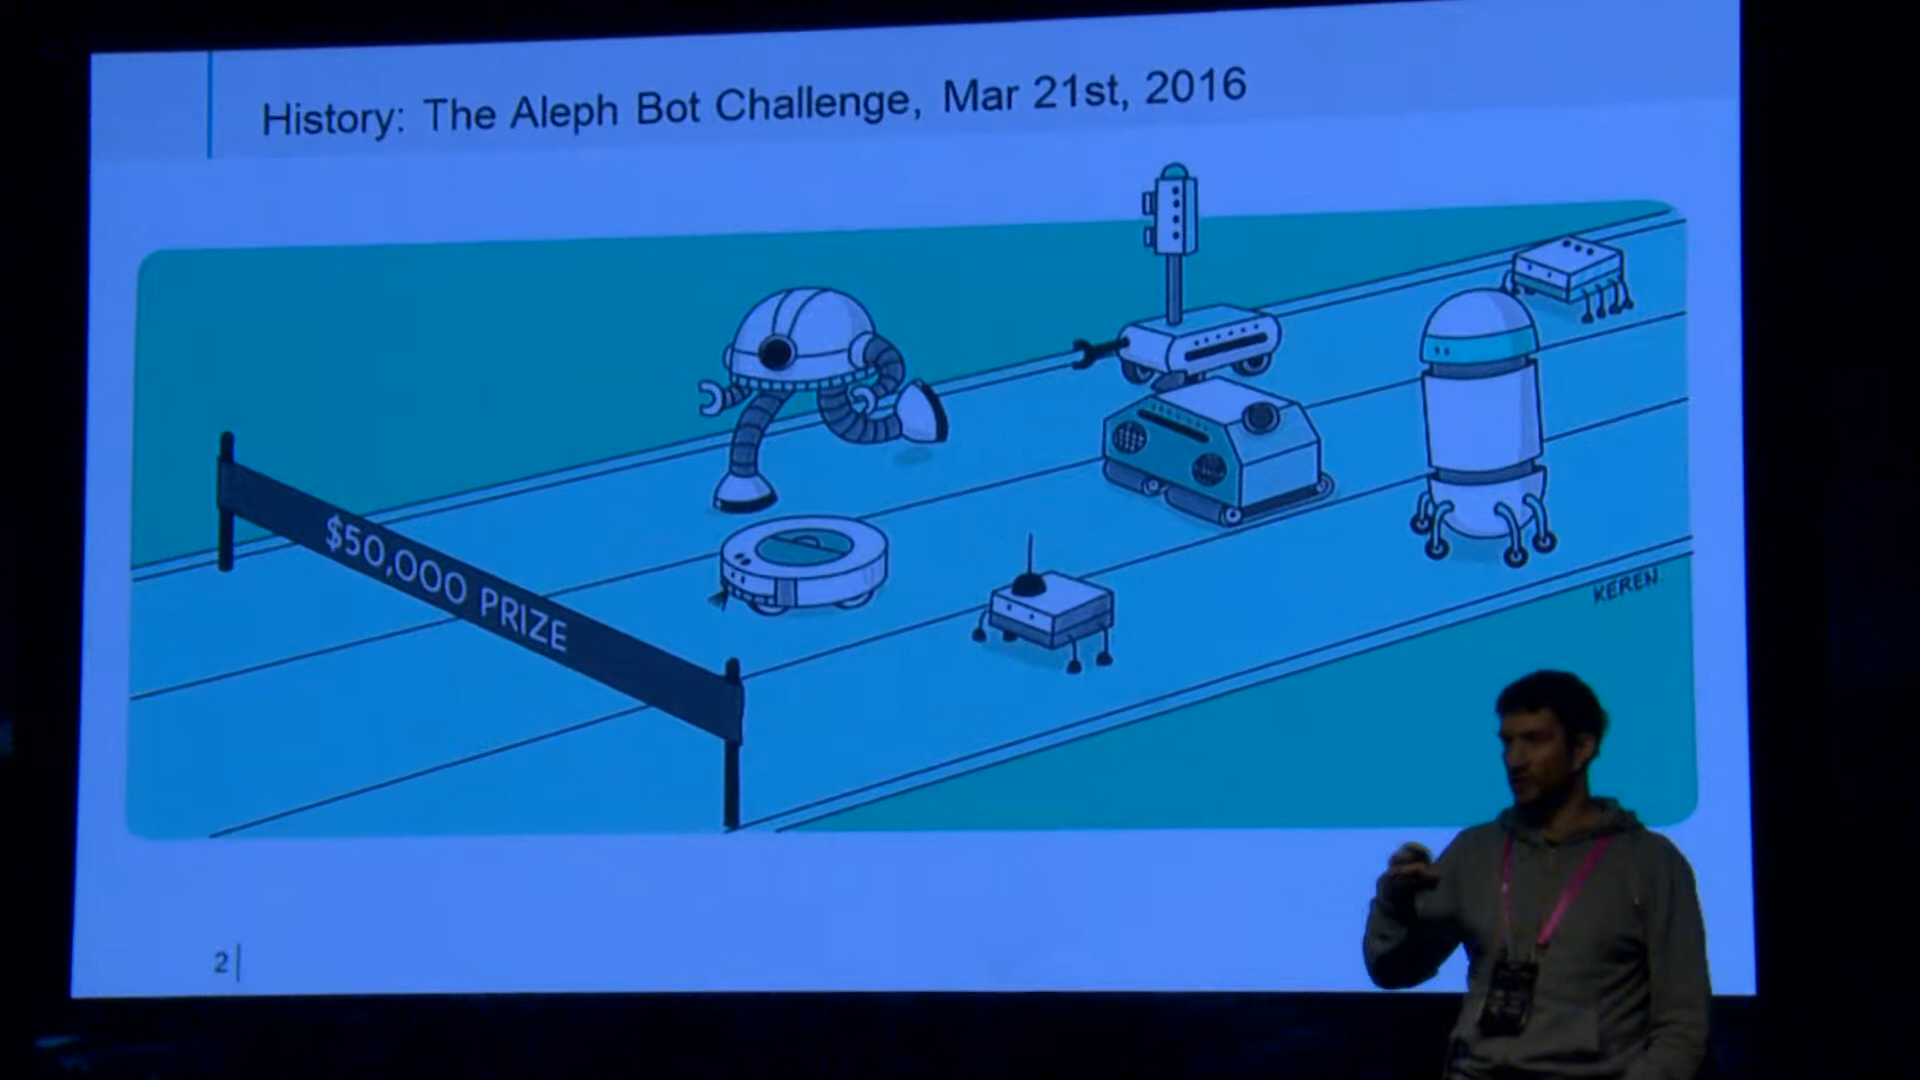 History: The Aleph Bot Challenge, Mar 21st, 2016
$50,000 PRIZE
KEREN.
2